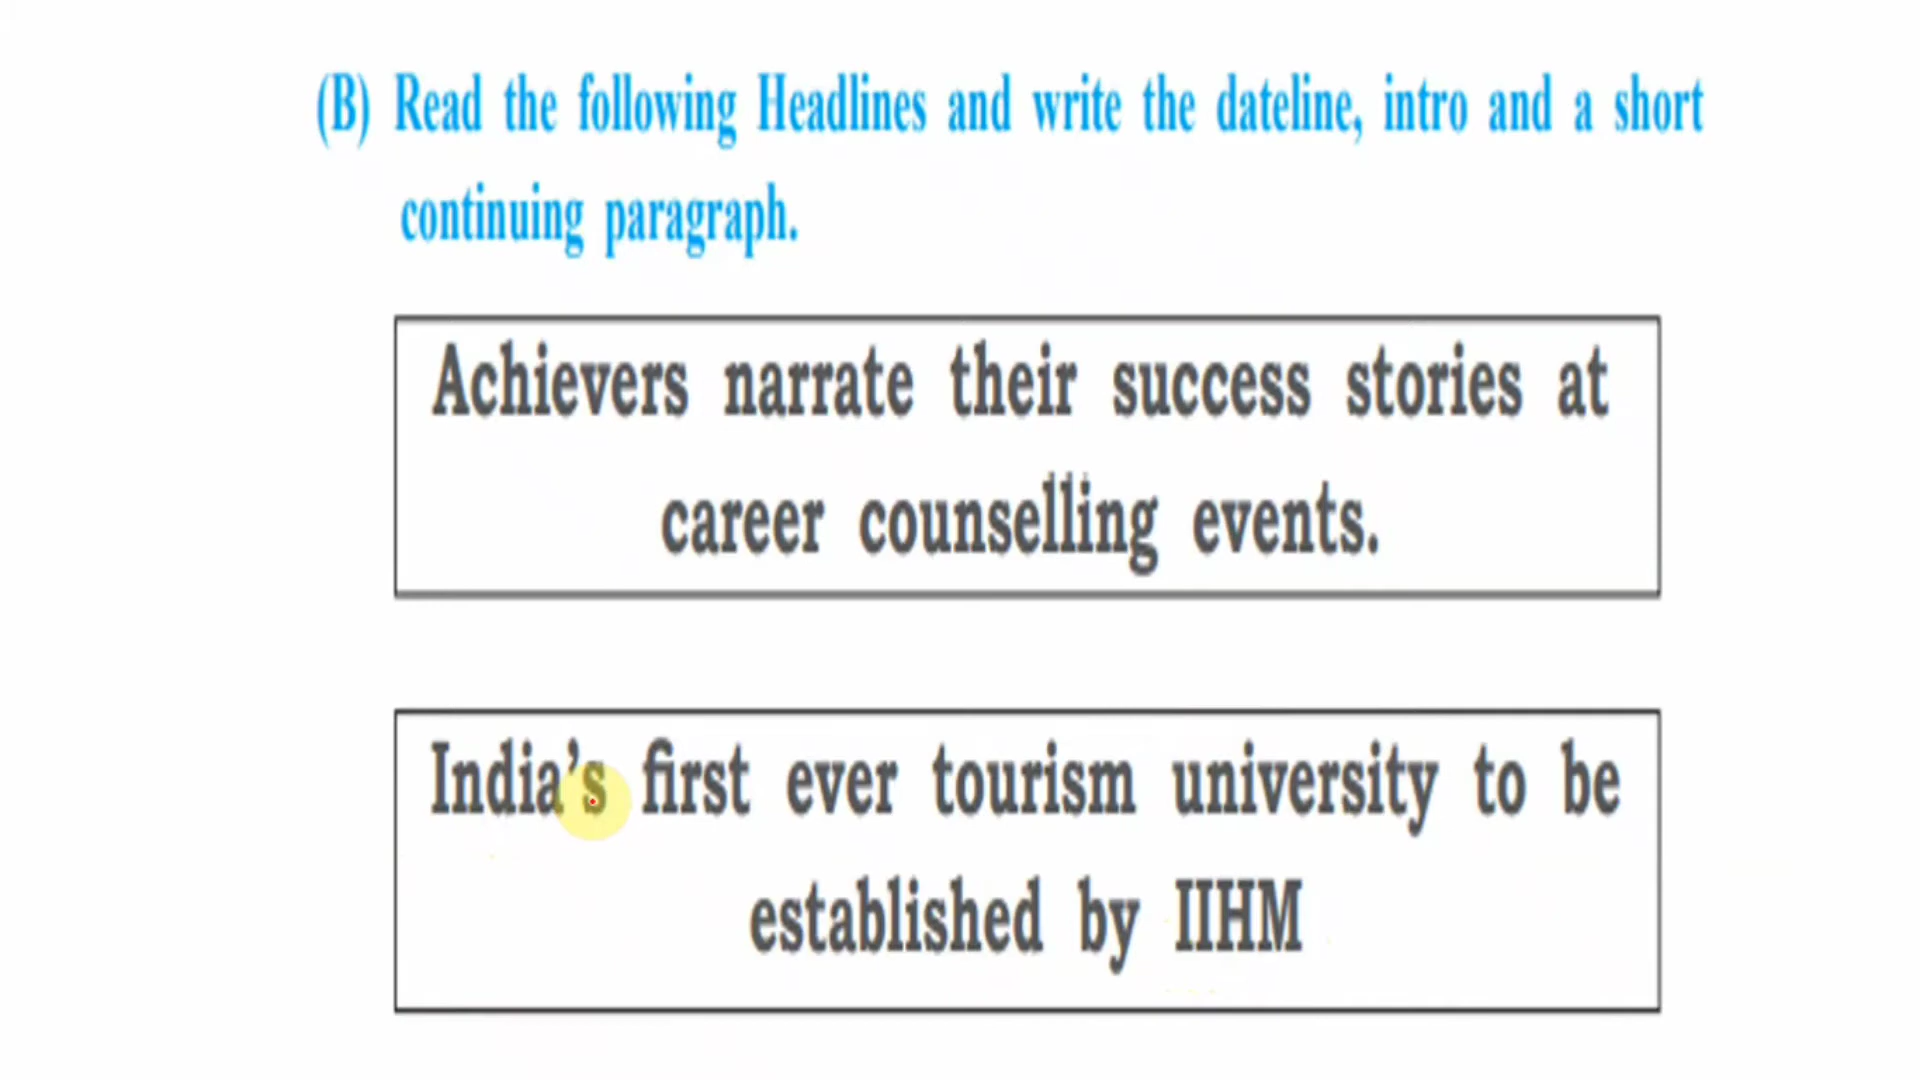 (B) Read the following Headlines and write the dateline, intro and a short
continuing paragraph.
Achievers narrate their success stories at
career counselling events.
India’s first ever tourism university to be
established by IIHM